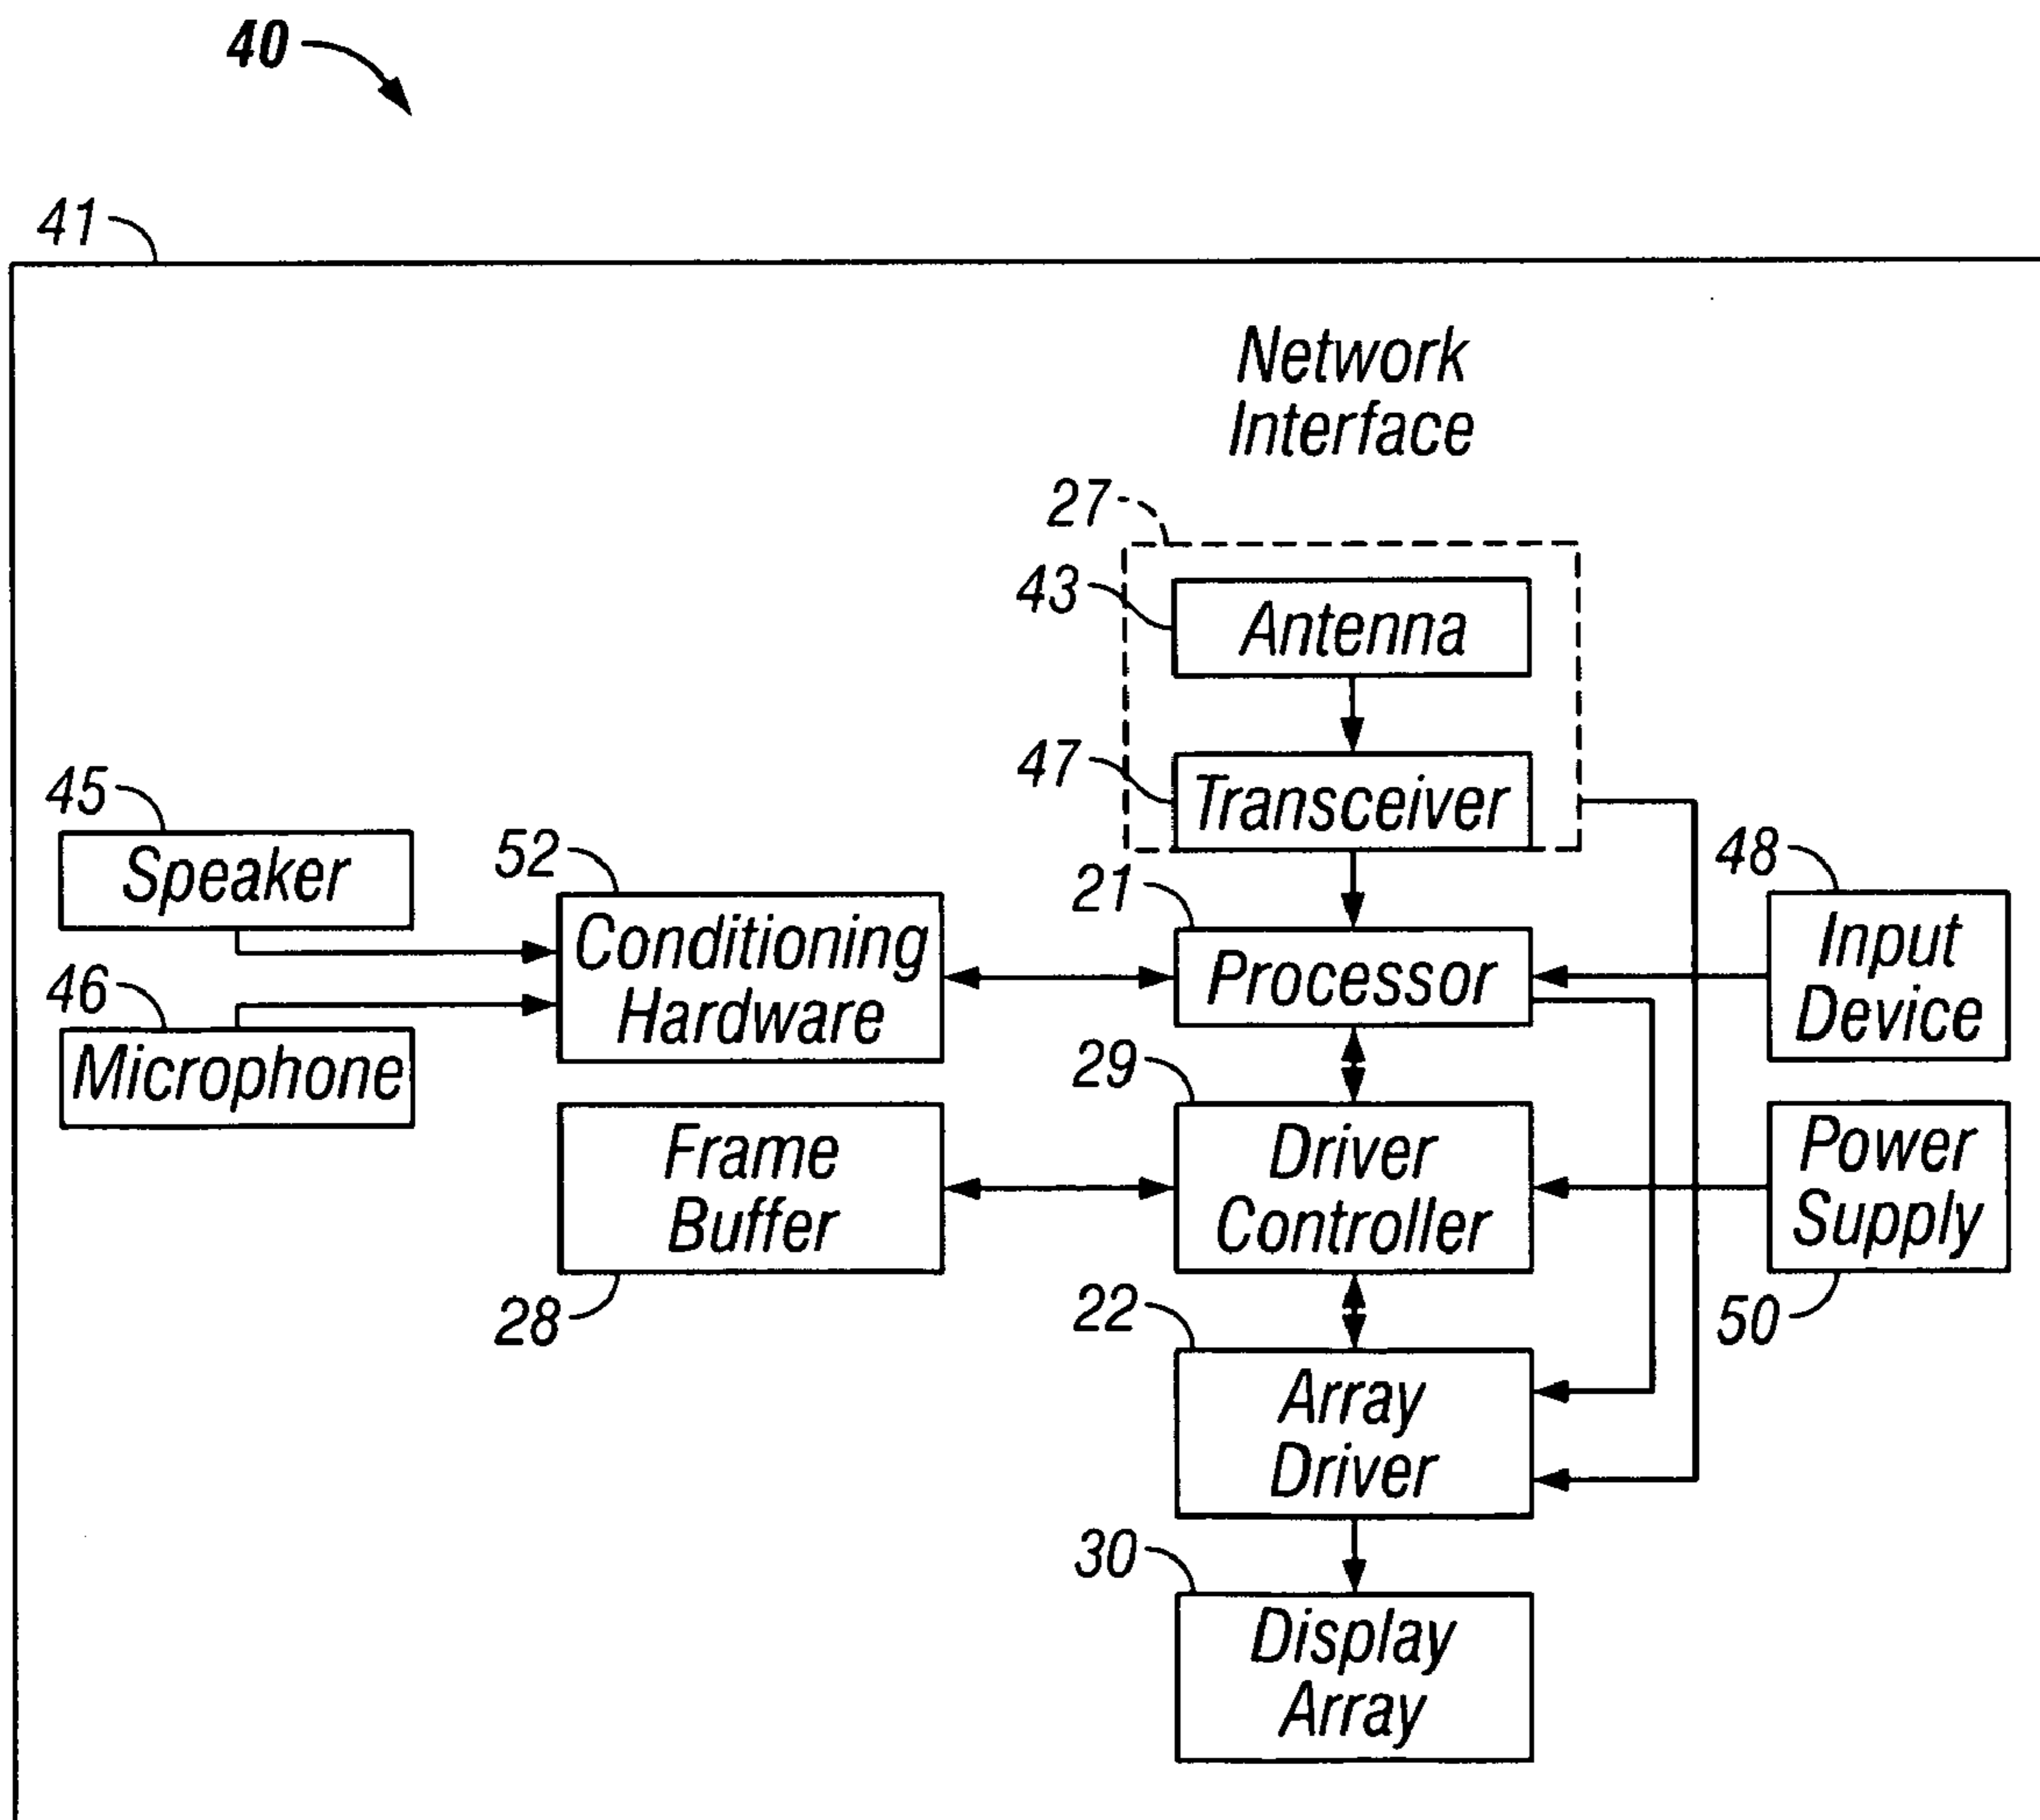 40
41
Network
Interface
27
43
Antenna
47
Transceiver
45
Speaker
52
Conditioning
Hardware
21
Processor
48
Input
Device
46
Microphone
29
Driver
Controller
Frame
Buffer
28
Power
Supply
50
22
Array
Driver
30
Display
Array